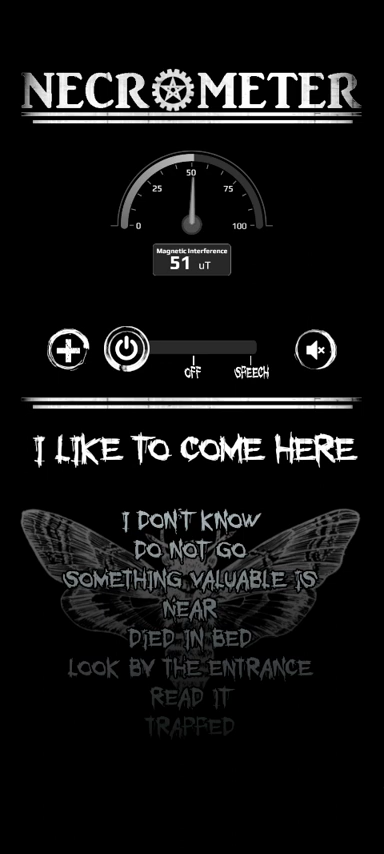 NECROMETER
0
25
50
75
100
Magnetic Interference
51 uT
OFF
SPEECH
I LIKE TO COME HERE
I DON'T KNOW
DO NOT GO
SOMETHING VALUABLE IS
NEAR
DIED IN BED
LOOK BY THE ENTRANCE
READ IT
TRAPPED